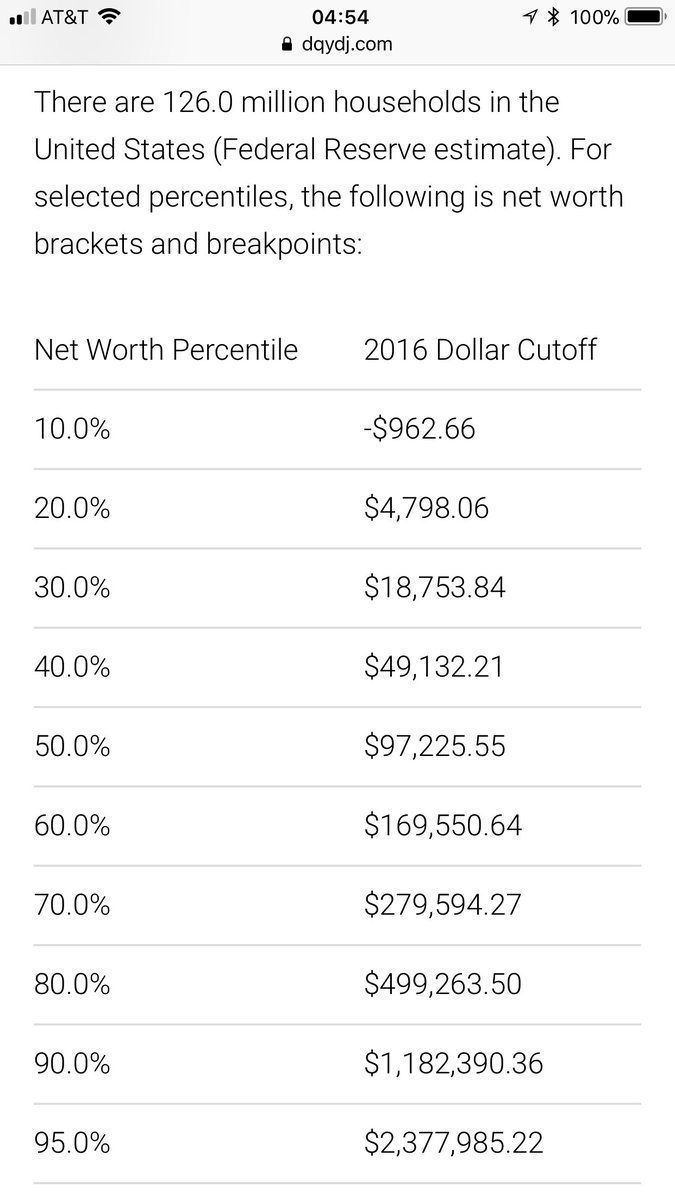 AT&T 04:54 100%
dqydj.com
There are 126.0 million households in the
United States (Federal Reserve estimate). For
selected percentiles, the following is net worth
brackets and breakpoints:
Net Worth Percentile 2016 Dollar Cutoff
10.0% -$962.66
20.0% $4,798.06
30.0% $18,753.84
40.0% $49,132.21
50.0% $97,225.55
60.0% $169,550.64
70.0% $279,594.27
80.0% $499,263.50
90.0% $1,182,390.36
95.0% $2,377,985.22